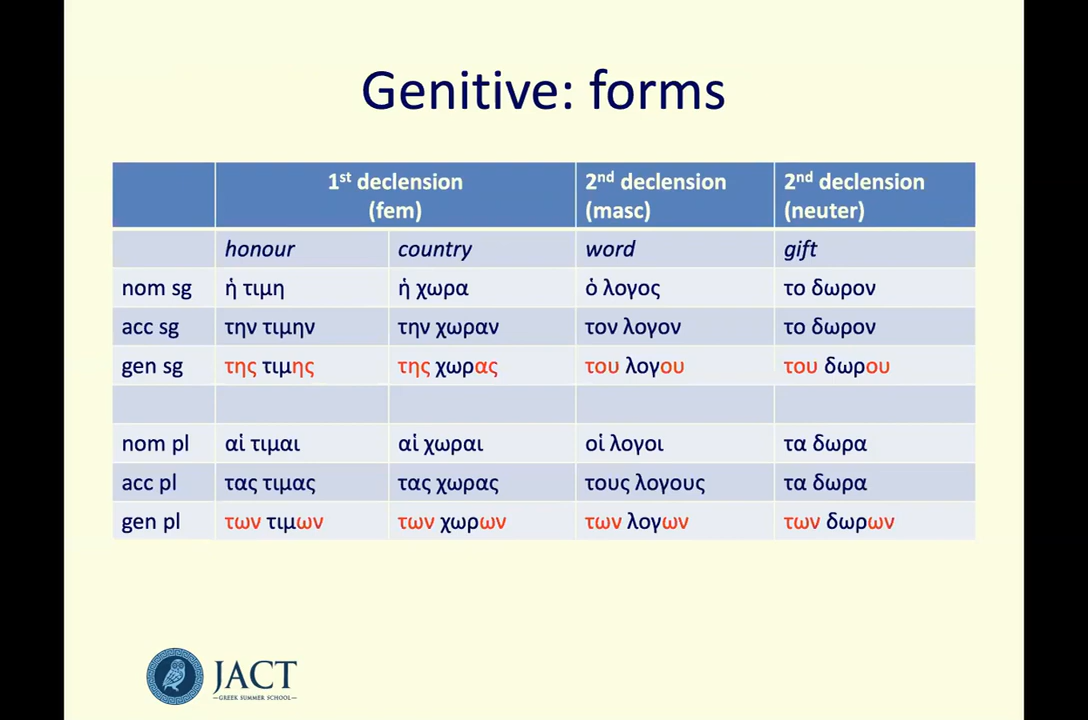 Genitive: forms
1st declension (fem) 2nd declension (masc) 2nd declension (neuter)
honour country word gift
nom sg ἡ τιμη ἡ χωρα ὁ λογος το δωρον
acc sg την τιμην την χωραν τον λογον το δωρον
gen sg της τιμης της χωρας του λογου του δωρου
nom pl αἱ τιμαι αἱ χωραι οἱ λογοι τα δωρα
acc pl τας τιμας τας χωρας τους λογους τα δωρα
gen pl των τιμων των χωρων των λογων των δωρων
JACT
GREEK SUMMER SCHOOL